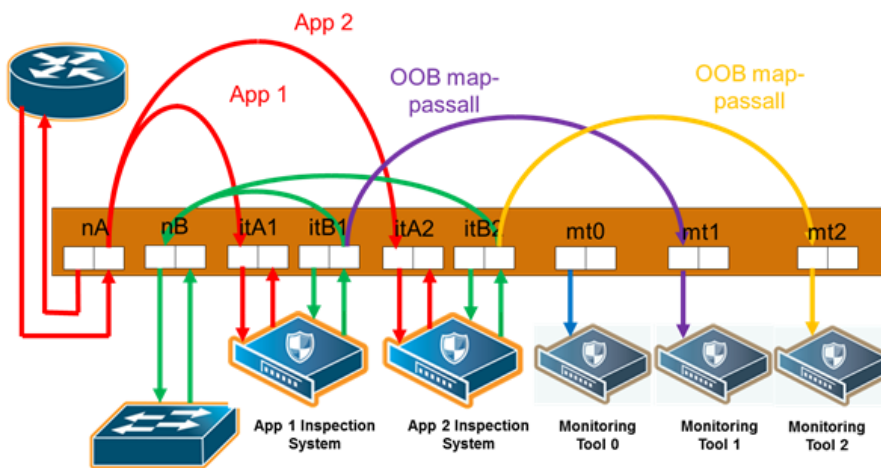 App 2
App 1
OOB map-
passall
OOB map-
passall
nA
nB
itA1
itB1
itA2
itB2
mt0
mt1
mt2
App 1 Inspection
System
App 2 Inspection
System
Monitoring
Tool 0
Monitoring
Tool 1
Monitoring
Tool 2